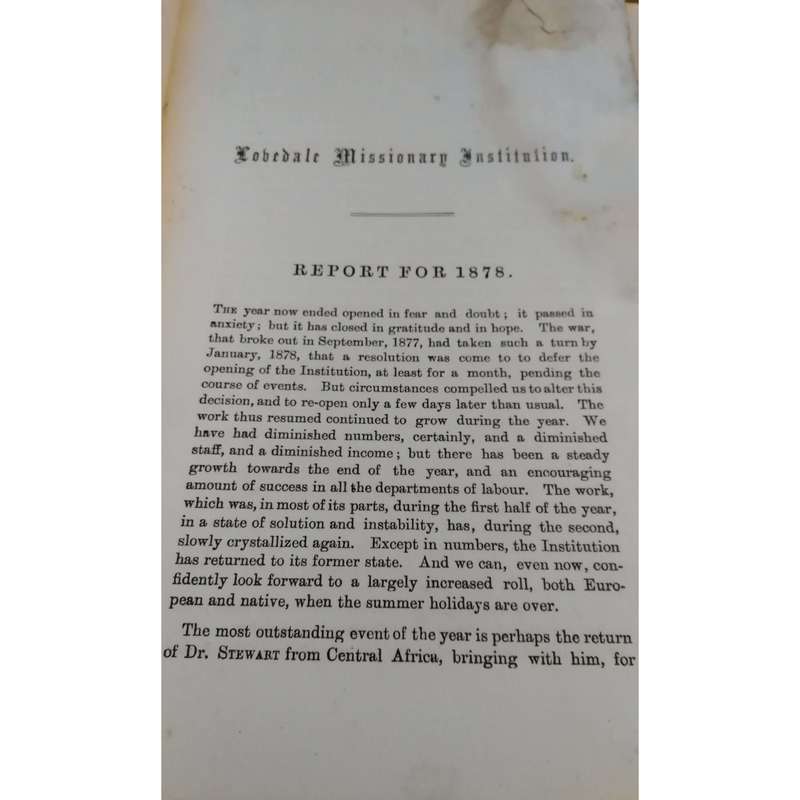 Lovedale Missionary Institution.
REPORT FOR 1878.
THE year now ended opened in fear and doubt; it passed in
anxiety; but it has closed in gratitude and in hope. The war,
that broke out in September, 1877, had taken such a turn by
January, 1878, that a resolution was come to to defer the
opening of the Institution, at least for a month, pending the
course of events. But circumstances compelled us to alter this
decision, and to re-open only a few days later than usual. The
work thus resumed continued to grow during the year. We
have had diminished numbers, certainly, and a diminished
staff, and a diminished income; but there has been a steady
growth towards the end of the year, and an encouraging
amount of success in all the departments of labour. The work,
which was, in most of its parts, during the first half of the year,
in a state of solution and instability, has, during the second,
slowly crystallized again. Except in numbers, the Institution
has returned to its former state. And we can, even now, con-
fidently look forward to a largely increased roll, both Euro-
pean and native, when the summer holidays are over.
The most outstanding event of the year is perhaps the return
of Dr. STEWART from Central Africa, bringing with him, for